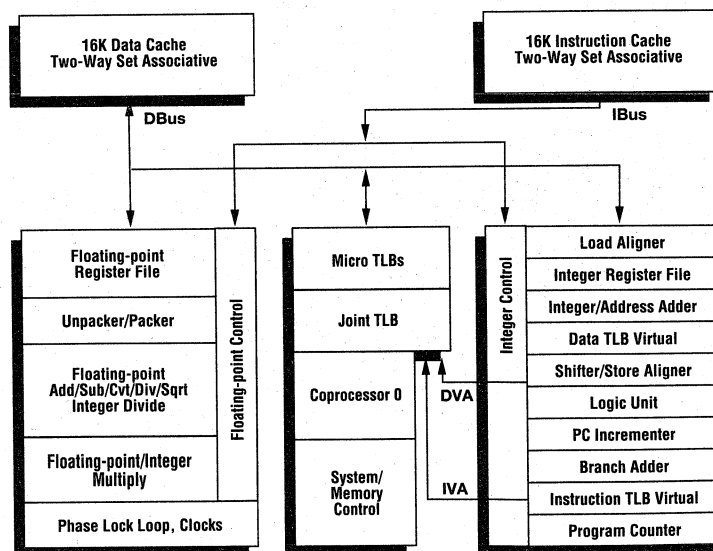 16K Data Cache
Two-Way Set Associative
16K Instruction Cache
Two-Way Set Associative
DBus
IBus
Floating-point
Register File
Unpacker/Packer
Floating-point
Add/Sub/Cvt/Div/Sqrt
Integer Divide
Floating-point/Integer
Multiply
Phase Lock Loop, Clocks
Floating-point Control
Micro TLBs
Joint TLB
Coprocessor 0
System/
Memory
Control
DVA
IVA
Integer Control
Load Aligner
Integer Register File
Integer/Address Adder
Data TLB Virtual
Shifter/Store Aligner
Logic Unit
PC Incrementer
Branch Adder
Instruction TLB Virtual
Program Counter